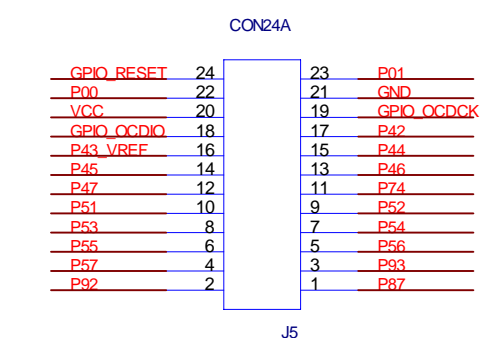 CON24A
GPIO_RESET 24 23 P01
P00 22 21 GND
VCC 20 19 GPIO_OCDCK
GPIO_OCDIO 18 17 P42
P43_VREF 16 15 P44
P45 14 13 P46
P47 12 11 P74
P51 10 9 P52
P53 8 7 P54
P55 6 5 P56
P57 4 3 P93
P92 2 1 P87
J5